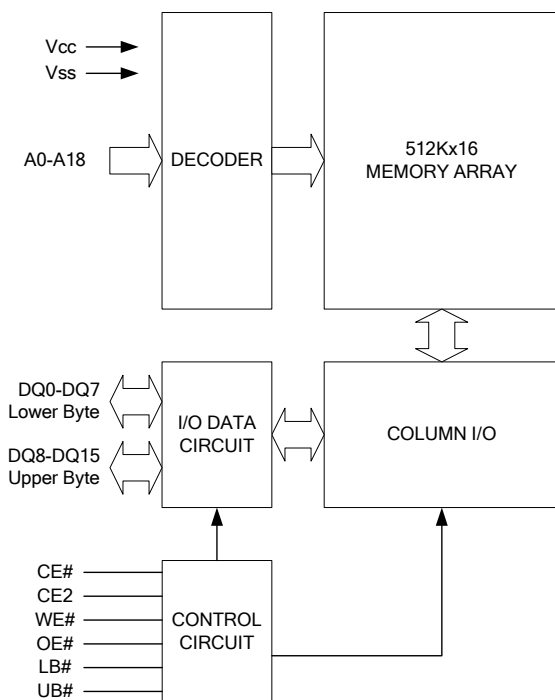 Vcc
Vss
A0-A18
DECODER
512Kx16
MEMORY ARRAY
DQ0-DQ7
Lower Byte
DQ8-DQ15
Upper Byte
I/O DATA
CIRCUIT
COLUMN I/O
CE#
CE2
WE#
OE#
LB#
UB#
CONTROL
CIRCUIT